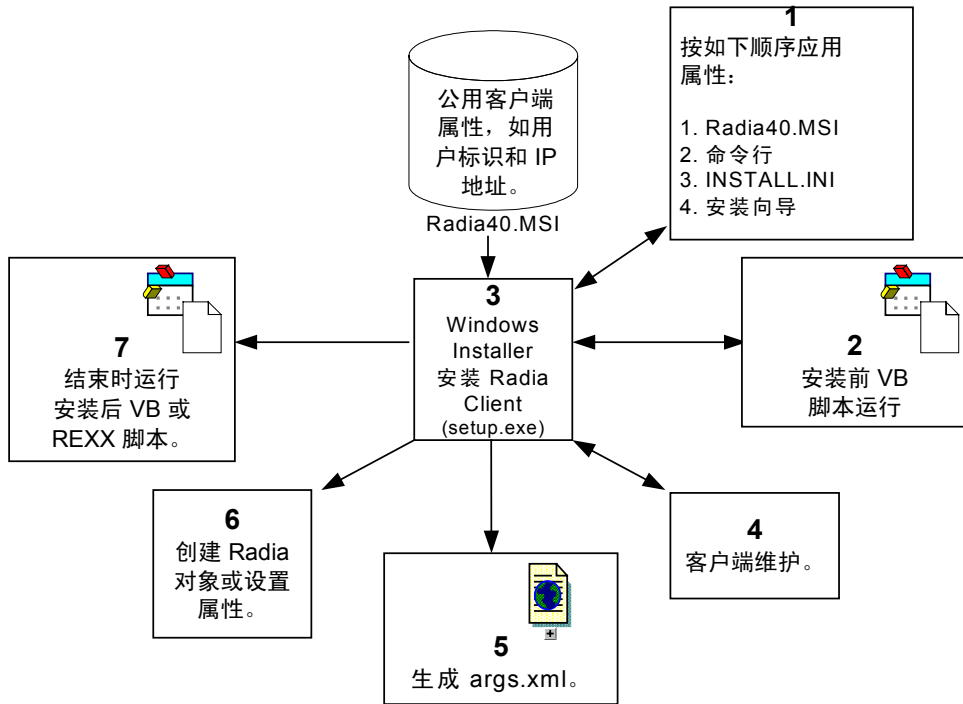 公用客户端
属性，如用
户标识和 IP
地址。
Radia40.MSI
1
按如下顺序应用
属性：
1. Radia40.MSI
2. 命令行
3. INSTALL.INI
4. 安装向导
7
结束时运行
安装后 VB 或
REXX 脚本。
3
Windows
Installer
安装 Radia
Client
(setup.exe)
2
安装前 VB
脚本运行
6
创建 Radia
对象或设置
属性。
5
生成 args.xml。
4
客户端维护。